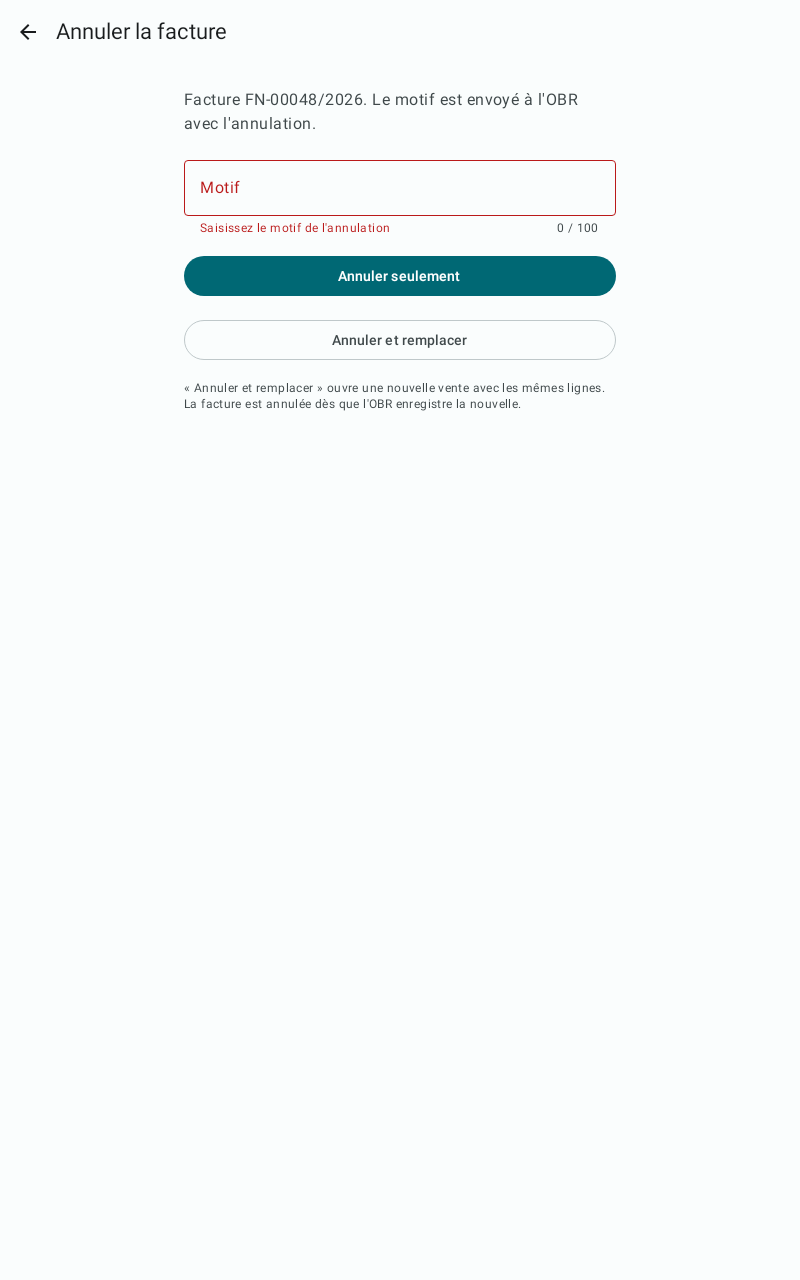 Annuler la facture
Facture FN-00048/2026. Le motif est envoyé à l'OBR
avec l'annulation.
Motif
Saisissez le motif de l'annulation
0 / 100
Annuler seulement
Annuler et remplacer
« Annuler et remplacer » ouvre une nouvelle vente avec les mêmes lignes.
La facture est annulée dès que l'OBR enregistre la nouvelle.